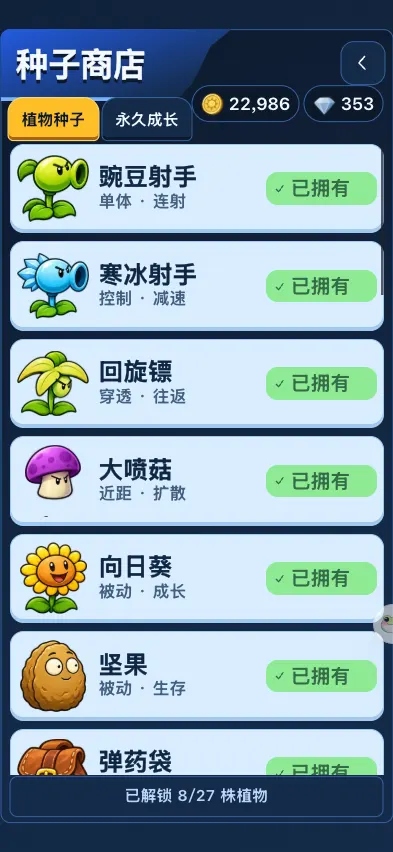 种子商店
22,986
353
植物种子
永久成长
豌豆射手
单体 · 连射
✓ 已拥有
寒冰射手
控制 · 减速
✓ 已拥有
回旋镖
穿透 · 往返
✓ 已拥有
大喷菇
近距 · 扩散
✓ 已拥有
向日葵
被动 · 成长
✓ 已拥有
坚果
被动 · 生存
✓ 已拥有
弹药袋
✓ 已拥有
已解锁 8/27 株植物